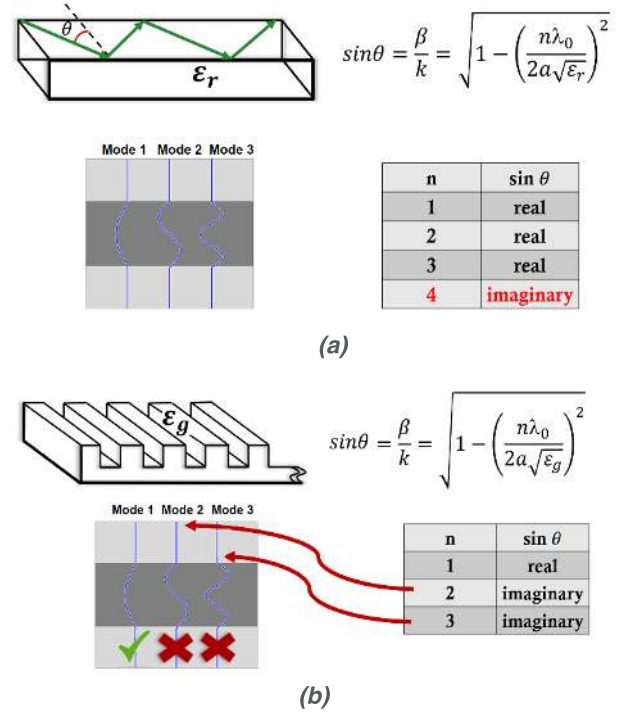 θ
ε_r
sinθ = β/k = √(1 − (nλ₀/(2a√ε_r))²)
Mode 1 Mode 2 Mode 3
n sin θ
1 real
2 real
3 real
4 imaginary
(a)
ε_g
sinθ = β/k = √(1 − (nλ₀/(2a√ε_g))²)
Mode 1 Mode 2 Mode 3
n sin θ
1 real
2 imaginary
3 imaginary
(b)